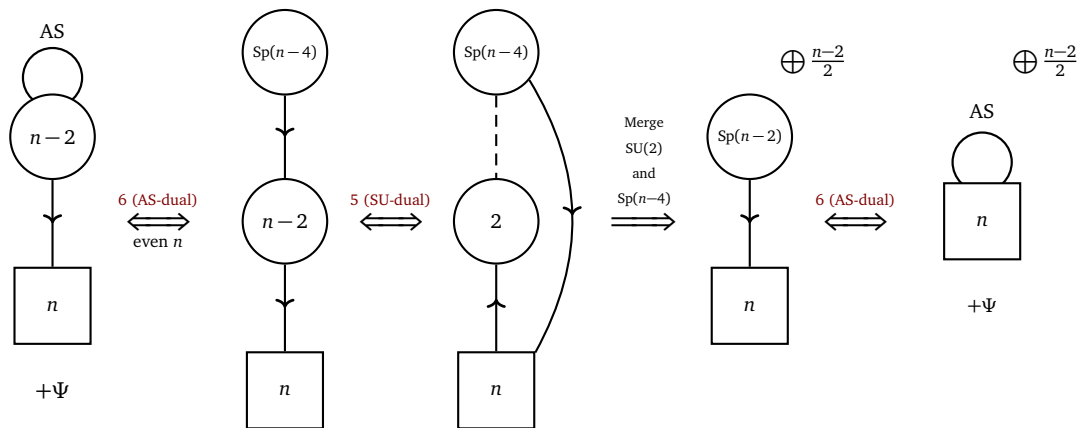 AS
n − 2
n
+Ψ
6 (AS-dual)
even n
Sp(n − 4)
n − 2
n
5 (SU-dual)
Sp(n − 4)
2
n
Merge
SU(2)
and
Sp(n−4)
⊕ n−2/2
Sp(n − 2)
n
6 (AS-dual)
⊕ n−2/2
AS
n
+Ψ